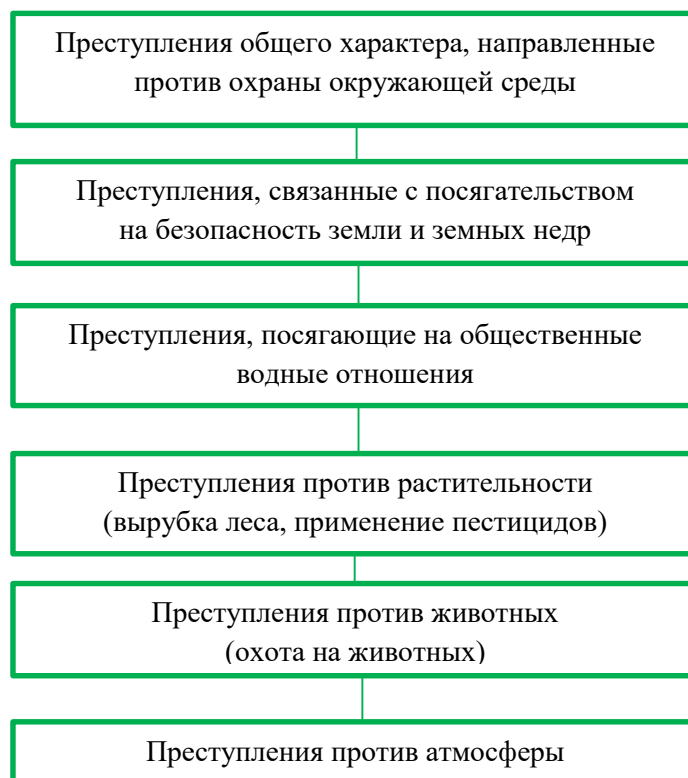 Преступления общего характера, направленные
против охраны окружающей среды
Преступления, связанные с посягательством
на безопасность земли и земных недр
Преступления, посягающие на общественные
водные отношения
Преступления против растительности
(вырубка леса, применение пестицидов)
Преступления против животных
(охота на животных)
Преступления против атмосферы